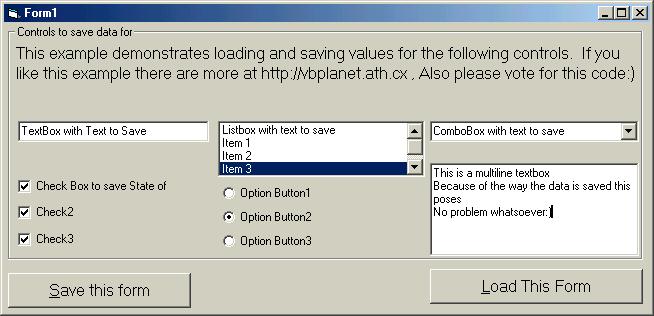 Form1
Controls to save data for
This example demonstrates loading and saving values for the following controls. If you
like this example there are more at http://vbplanet.ath.cx , Also please vote for this code:)
TextBox with Text to Save
Listbox with text to save
Item 1
Item 2
Item 3
ComboBox with text to save
Check Box to save State of
Check2
Check3
Option Button1
Option Button2
Option Button3
This is a multiline textbox
Because of the way the data is saved this
poses
No problem whatsoever:)
Save this form
Load This Form